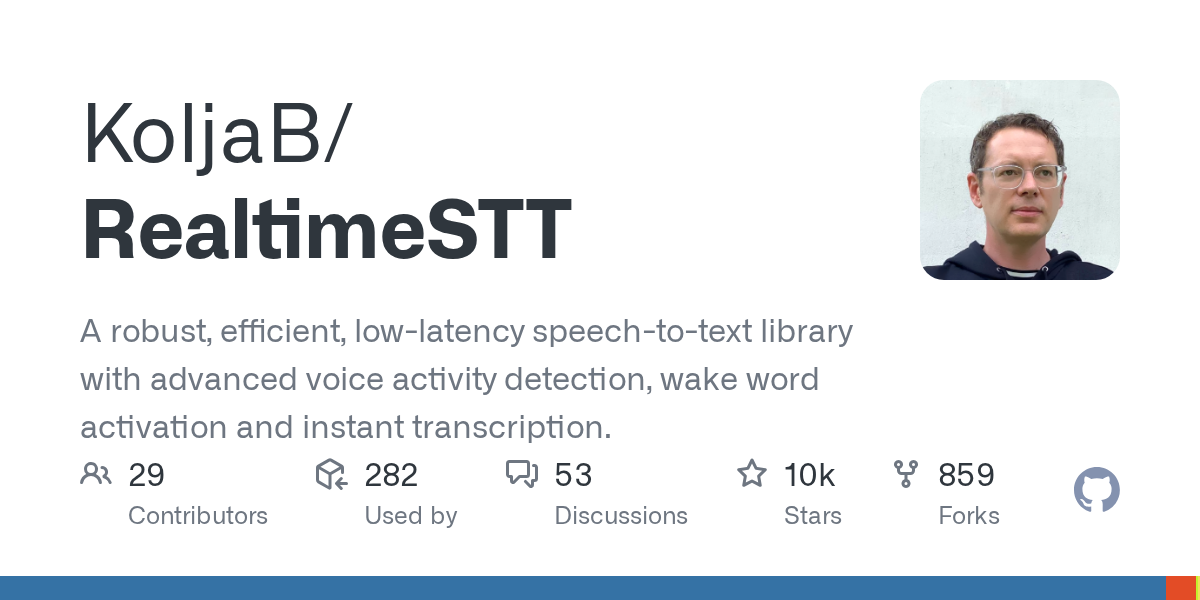 KoljaB/
RealtimeSTT
A robust, efficient, low-latency speech-to-text library
with advanced voice activity detection, wake word
activation and instant transcription.
29 282 53 10k 859
Contributors Used by Discussions Stars Forks